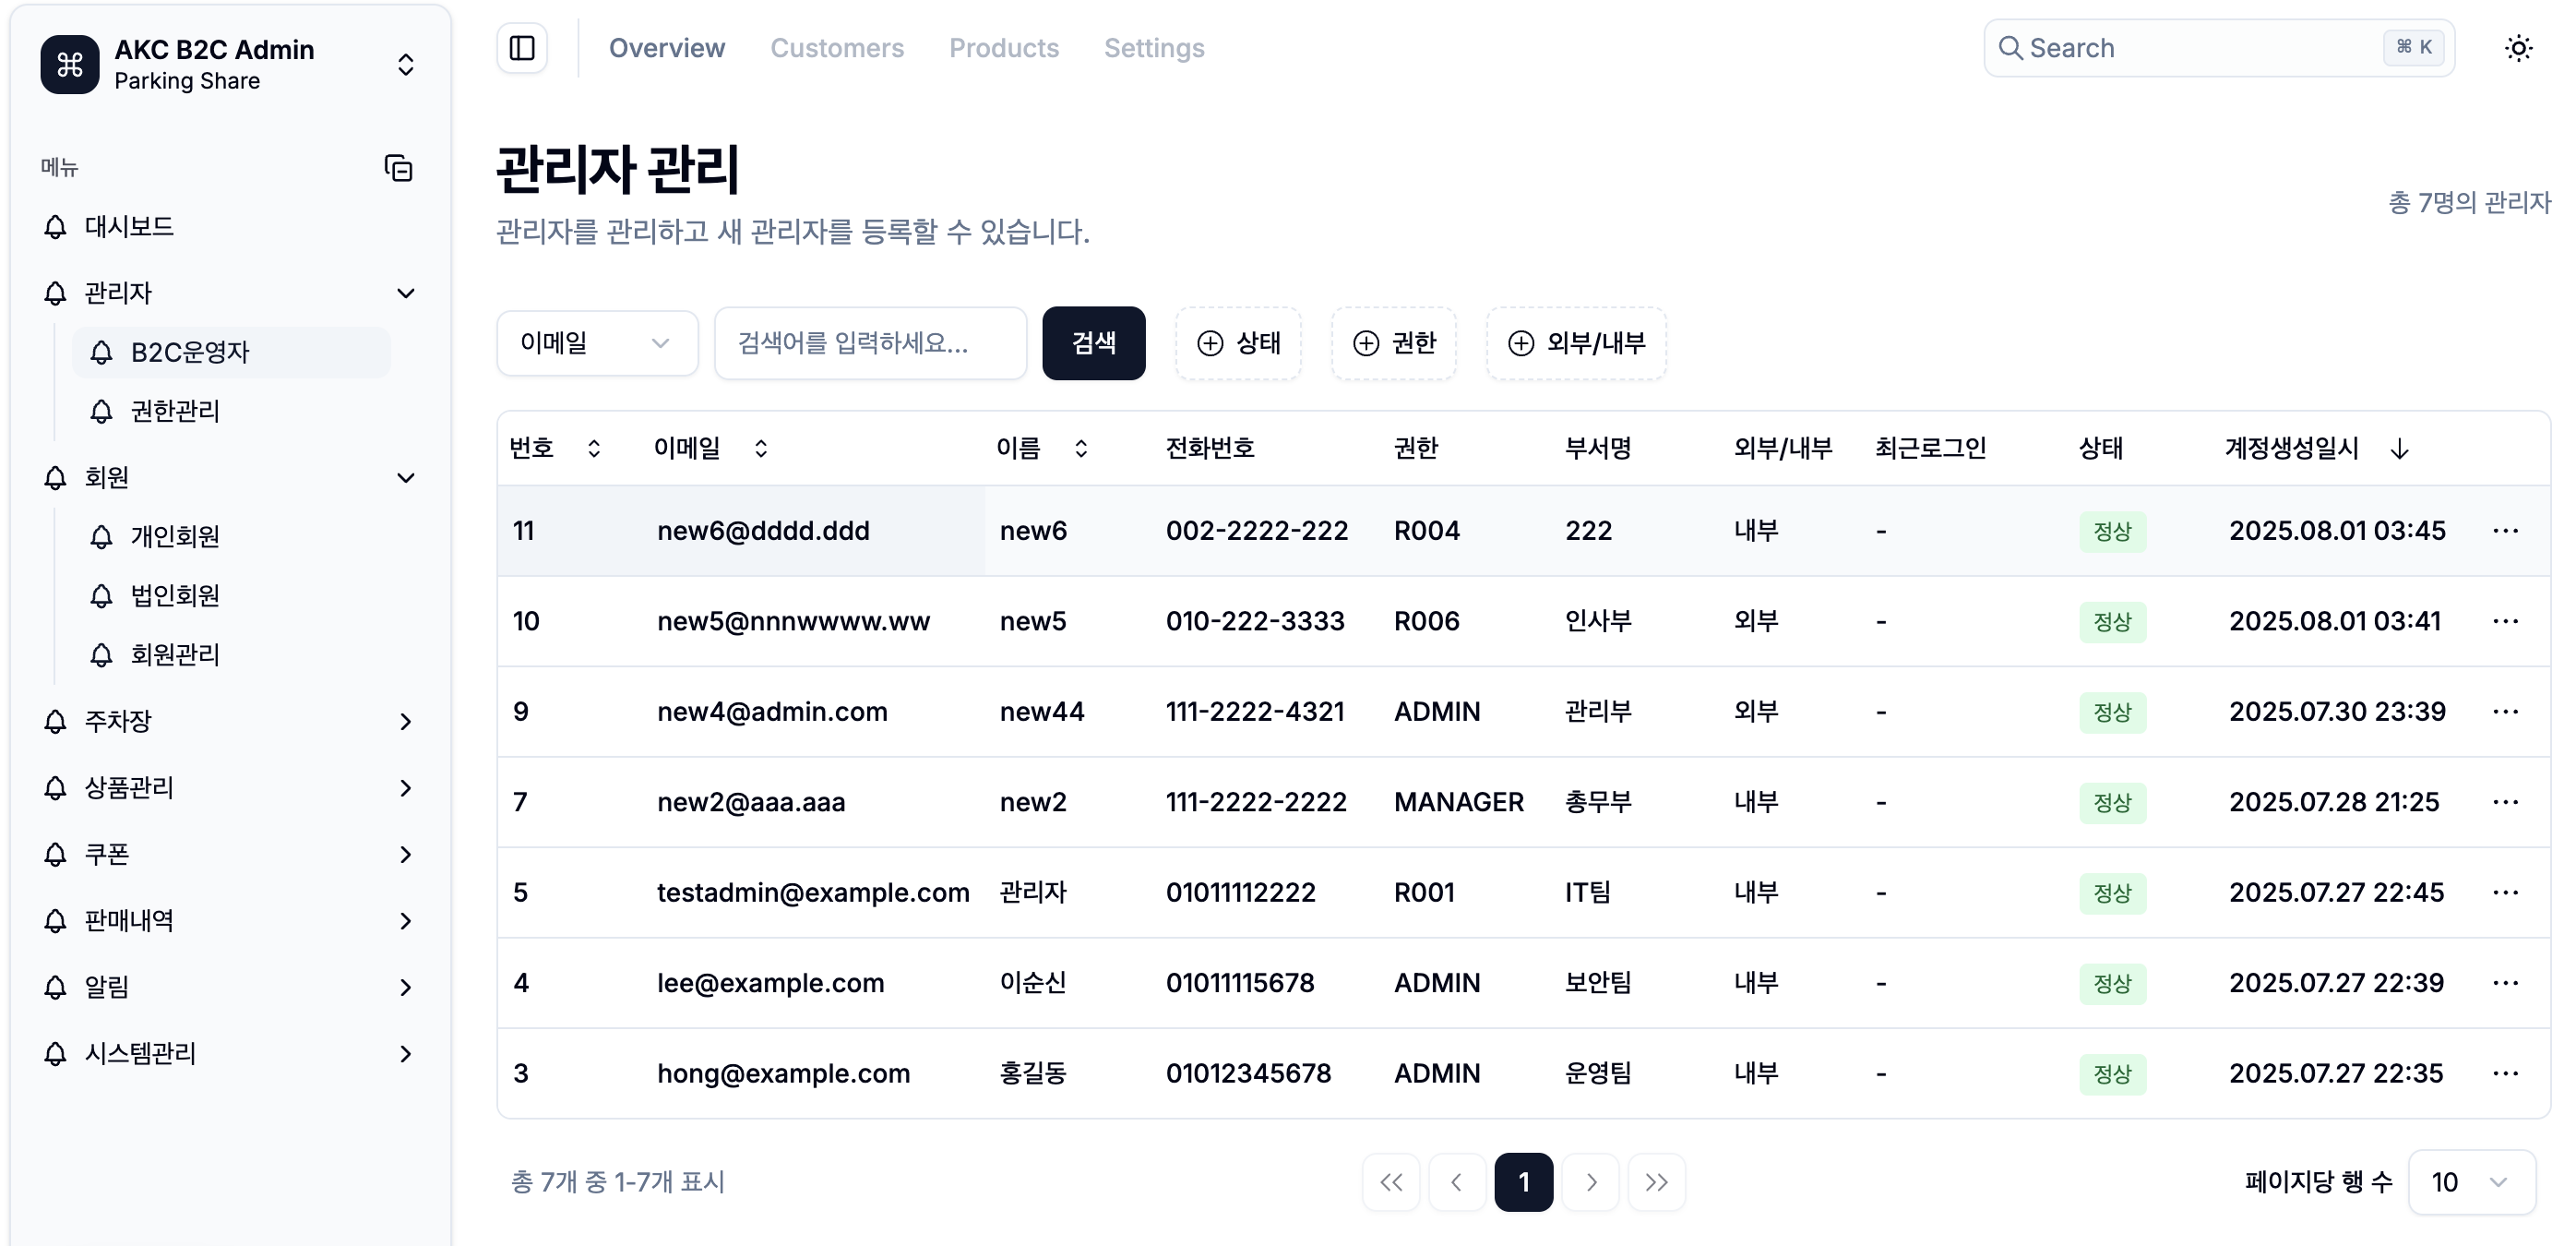 AKC B2C Admin
Parking Share
메뉴
대시보드
관리자
B2C운영자
권한관리
회원
개인회원
법인회원
회원관리
주차장
상품관리
쿠폰
판매내역
알림
시스템관리
Overview Customers Products Settings
Search ⌘ K
관리자 관리
관리자를 관리하고 새 관리자를 등록할 수 있습니다.
총 7명의 관리자
이메일 검색어를 입력하세요... 검색 상태 권한 외부/내부
번호 이메일 이름 전화번호 권한 부서명 외부/내부 최근로그인 상태 계정생성일시
11 new6@dddd.ddd new6 002-2222-222 R004 222 내부 - 정상 2025.08.01 03:45 ...
10 new5@nnnwwww.ww new5 010-222-3333 R006 인사부 외부 - 정상 2025.08.01 03:41 ...
9 new4@admin.com new44 111-2222-4321 ADMIN 관리부 외부 - 정상 2025.07.30 23:39 ...
7 new2@aaa.aaa new2 111-2222-2222 MANAGER 총무부 내부 - 정상 2025.07.28 21:25 ...
5 testadmin@example.com 관리자 01011112222 R001 IT팀 내부 - 정상 2025.07.27 22:45 ...
4 lee@example.com 이순신 01011115678 ADMIN 보안팀 내부 - 정상 2025.07.27 22:39 ...
3 hong@example.com 홍길동 01012345678 ADMIN 운영팀 내부 - 정상 2025.07.27 22:35 ...
총 7개 중 1-7개 표시
1
페이지당 행 수 10